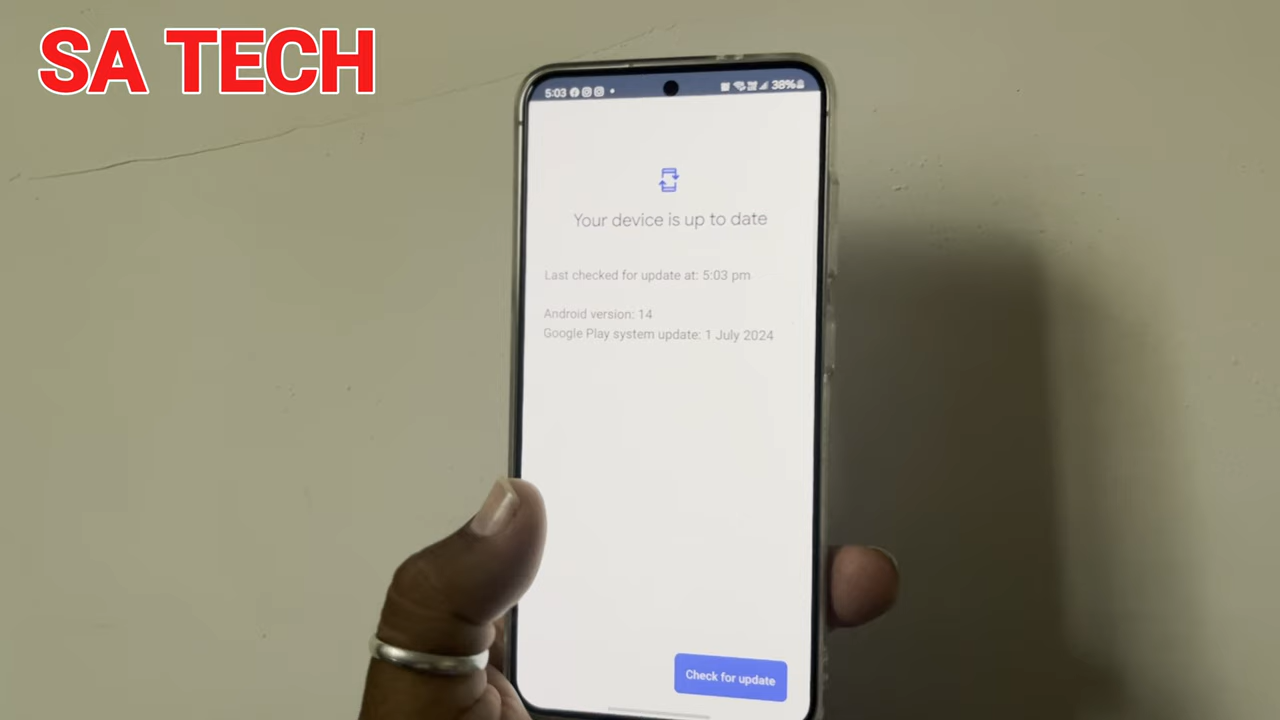 SA TECH
5:03
38%
Your device is up to date
Last checked for update at: 5:03 pm
Android version: 14
Google Play system update: 1 July 2024
Check for update